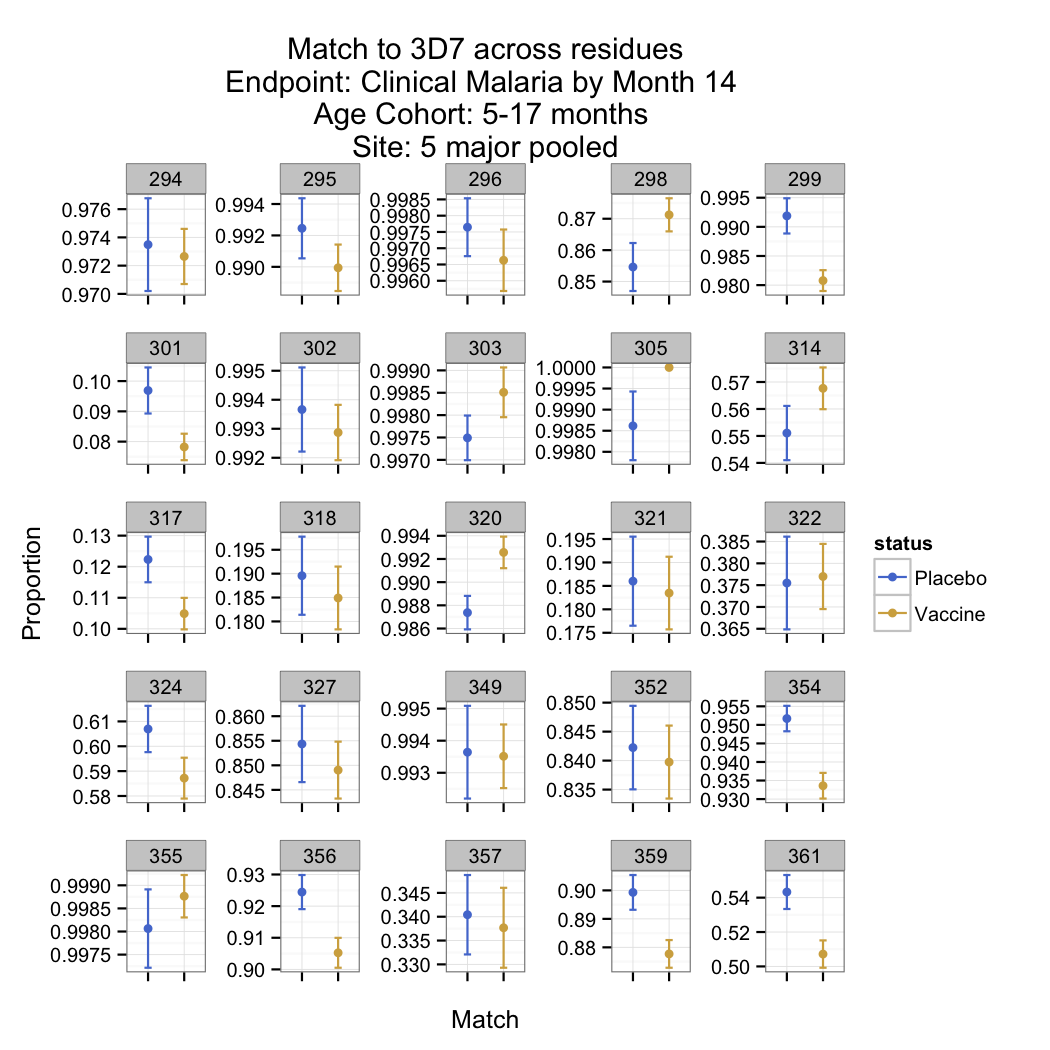 Match to 3D7 across residues
Endpoint: Clinical Malaria by Month 14
Age Cohort: 5-17 months
Site: 5 major pooled
294 295 296 298 299
0.976 0.974 0.972 0.970
0.994 0.992 0.990
0.9985 0.9980 0.9975 0.9970 0.9965 0.9960
0.87 0.86 0.85
0.995 0.990 0.985 0.980
301 302 303 305 314
0.10 0.09 0.08
0.995 0.994 0.993 0.992
0.9990 0.9985 0.9980 0.9975 0.9970
1.0000 0.9995 0.9990 0.9985 0.9980
0.57 0.56 0.55 0.54
317 318 320 321 322
0.13 0.12 0.11 0.10
0.195 0.190 0.185 0.180
0.994 0.992 0.990 0.988 0.986
0.195 0.190 0.185 0.180 0.175
0.385 0.380 0.375 0.370 0.365
324 327 349 352 354
0.61 0.60 0.59 0.58
0.860 0.855 0.850 0.845
0.995 0.994 0.993
0.850 0.845 0.840 0.835
0.955 0.950 0.945 0.940 0.935 0.930
355 356 357 359 361
0.9990 0.9985 0.9980 0.9975
0.93 0.92 0.91 0.90
0.345 0.340 0.335 0.330
0.90 0.89 0.88
0.54 0.52 0.50
Proportion
Match
status
Placebo
Vaccine